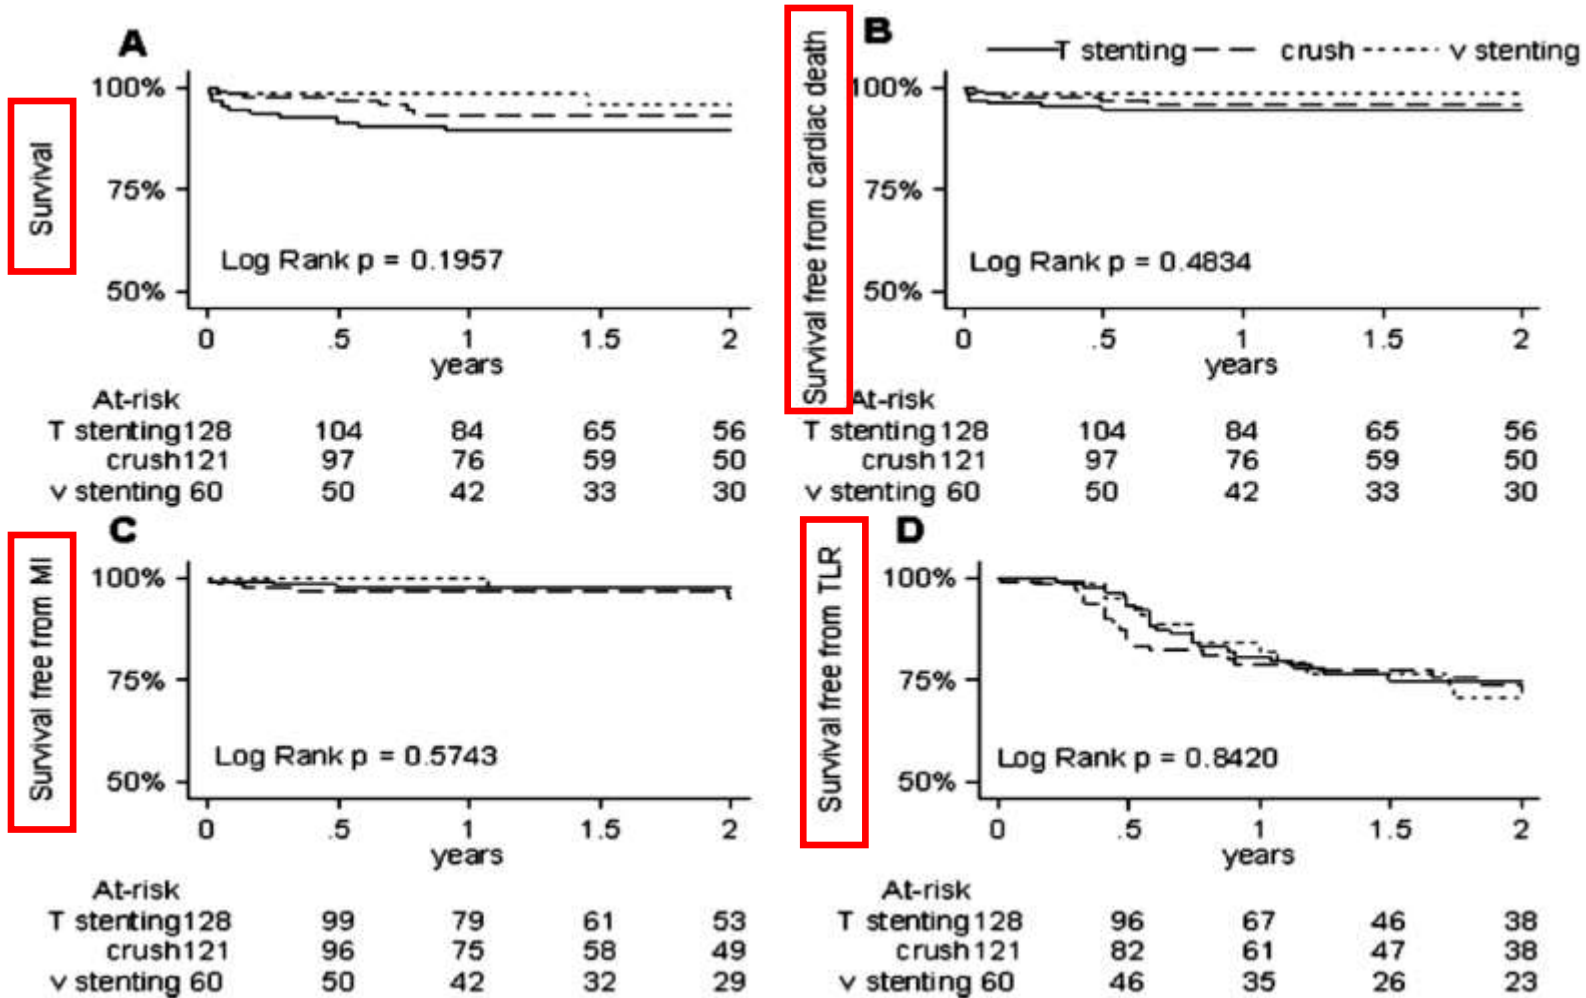 A
Survival
100%
75%
50%
Log Rank p = 0.1957
0 .5 1 1.5 2
years
At-risk
T stenting 128 104 84 65 56
crush 121 97 76 59 50
v stenting 60 50 42 33 30
B
T stenting crush v stenting
Survival free from cardiac death
100%
75%
50%
Log Rank p = 0.4834
0 .5 1 1.5 2
years
At-risk
T stenting 128 104 84 65 56
crush 121 97 76 59 50
v stenting 60 50 42 33 30
C
Survival free from MI
100%
75%
50%
Log Rank p = 0.5743
0 .5 1 1.5 2
years
At-risk
T stenting 128 99 79 61 53
crush 121 96 75 58 49
v stenting 60 50 42 32 29
D
Survival free from TLR
100%
75%
50%
Log Rank p = 0.8420
0 .5 1 1.5 2
years
At-risk
T stenting 128 96 67 46 38
crush 121 82 61 47 38
v stenting 60 46 35 26 23